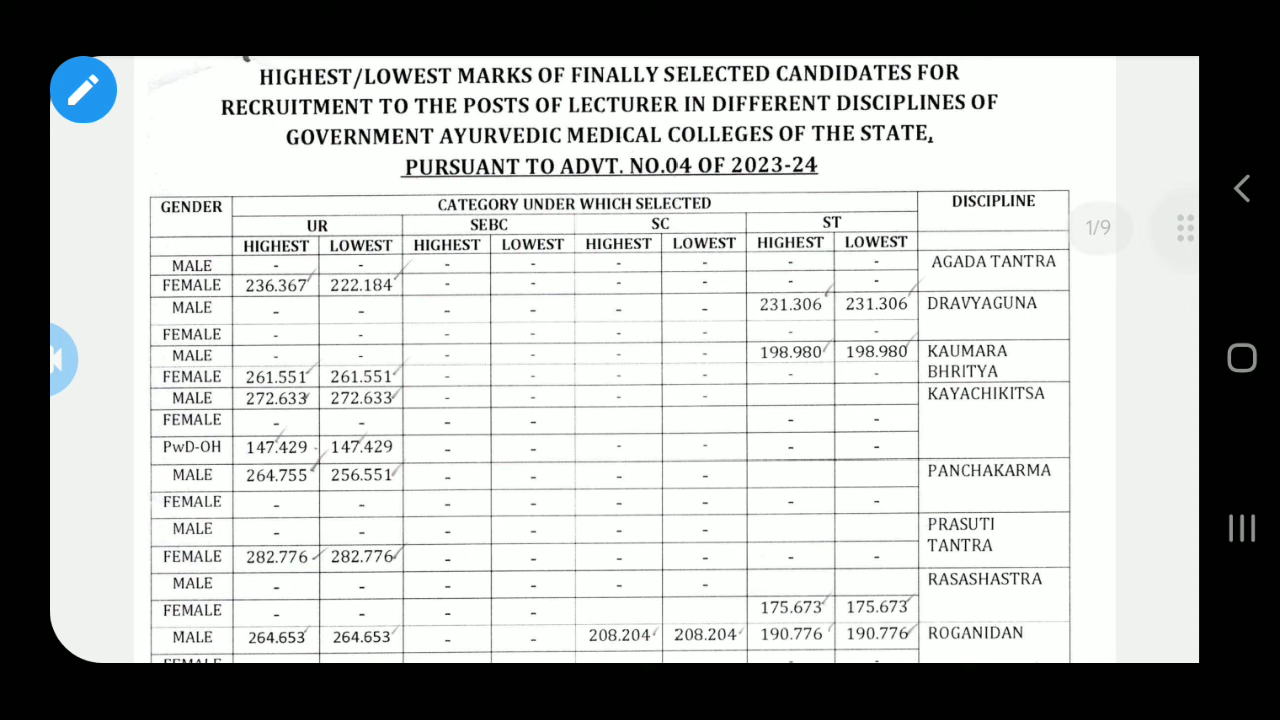 HIGHEST/LOWEST MARKS OF FINALLY SELECTED CANDIDATES FOR
RECRUITMENT TO THE POSTS OF LECTURER IN DIFFERENT DISCIPLINES OF
GOVERNMENT AYURVEDIC MEDICAL COLLEGES OF THE STATE,
PURSUANT TO ADVT. NO.04 OF 2023-24
GENDER CATEGORY UNDER WHICH SELECTED DISCIPLINE
UR SEBC SC ST
HIGHEST LOWEST HIGHEST LOWEST HIGHEST LOWEST HIGHEST LOWEST
1/9
MALE - - - - - - - - AGADA TANTRA
FEMALE 236.367 222.184 - - - - - -
MALE - - - - - - 231.306 231.306 DRAVYAGUNA
FEMALE - - - - - - - -
MALE - - - - - - 198.980 198.980 KAUMARA
FEMALE 261.551 261.551 - - - - - - BHRITYA
MALE 272.633 272.633 - - - - KAYACHIKITSA
FEMALE - - - - - -
PwD-OH 147.429 147.429 - - - - - -
MALE 264.755 256.551 - - - - PANCHAKARMA
FEMALE - - - - - - - -
MALE - - - - - - PRASUTI
TANTRA
FEMALE 282.776 282.776 - - - - - -
MALE - - - - - - RASASHASTRA
FEMALE - - - - 175.673 175.673
MALE 264.653 264.653 - - 208.204 208.204 190.776 190.776 ROGANIDAN
FEMALE - -